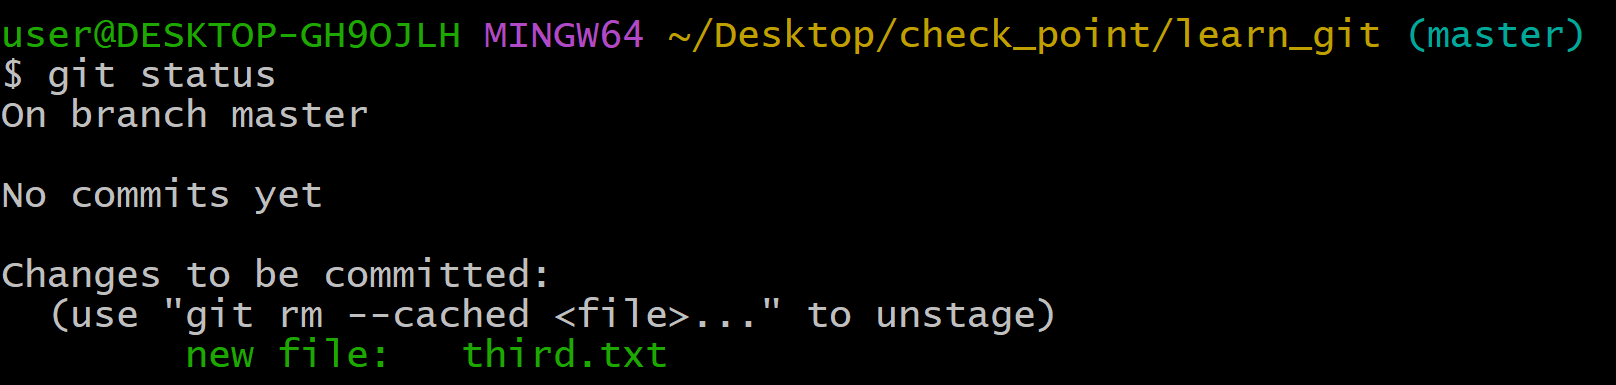 user@DESKTOP-GH9OJLH MINGW64 ~/Desktop/check_point/learn_git (master)
$ git status
On branch master
No commits yet
Changes to be committed:
(use "git rm --cached <file>..." to unstage)
new file: third.txt